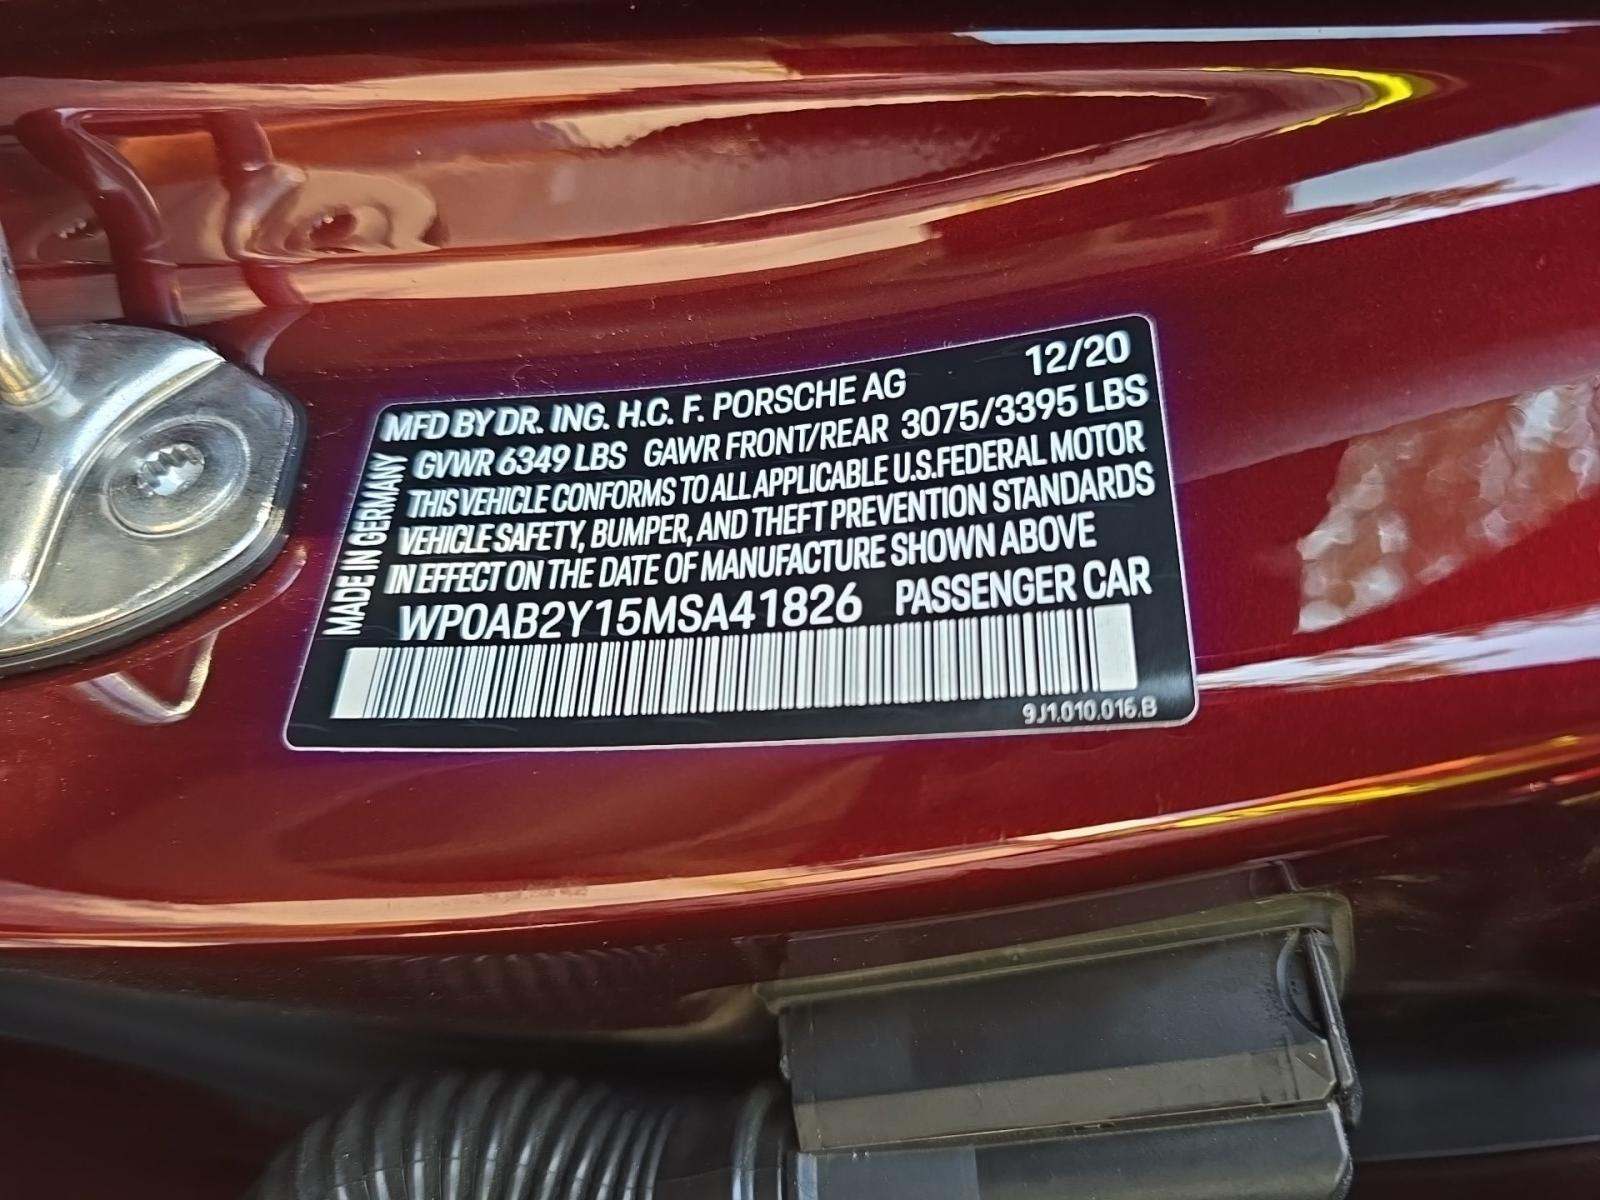 MFD BY DR. ING. H.C. F. PORSCHE AG 12/20
GVWR 6349 LBS GAWR FRONT/REAR 3075/3395 LBS
THIS VEHICLE CONFORMS TO ALL APPLICABLE U.S.FEDERAL MOTOR
VEHICLE SAFETY, BUMPER, AND THEFT PREVENTION STANDARDS
IN EFFECT ON THE DATE OF MANUFACTURE SHOWN ABOVE
WP0AB2Y15MSA41826 PASSENGER CAR
MADE IN GERMANY
9J1.010.016.B